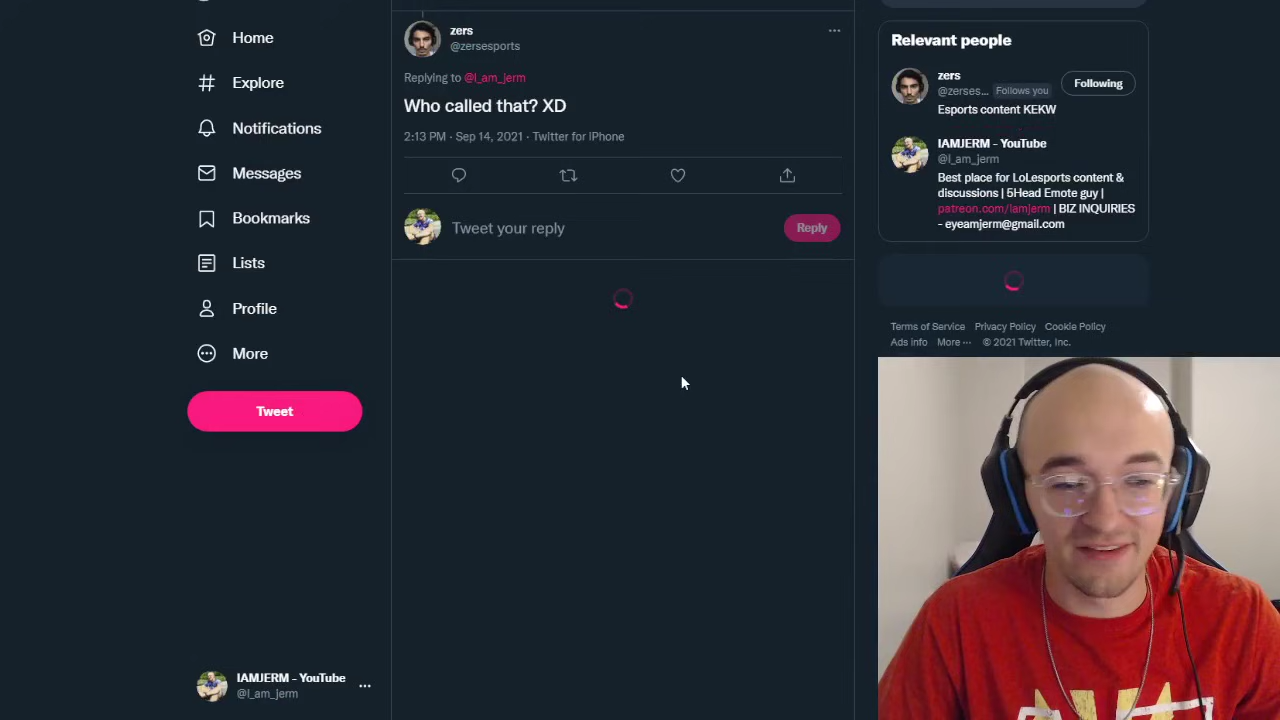 Home
Explore
Notifications
Messages
Bookmarks
Lists
Profile
More
Tweet
IAMJERM - YouTube
@I_am_jerm
zers
@zersesports
Replying to @I_am_jerm
Who called that? XD
2:13 PM · Sep 14, 2021 · Twitter for iPhone
Tweet your reply
Reply
Relevant people
zers
@zerses... Follows you
Following
Esports content KEKW
IAMJERM - YouTube
@I_am_jerm
Best place for LoLesports content &
discussions | 5Head Emote guy |
patreon.com/iamjerm | BIZ INQUIRIES
- eyeamjerm@gmail.com
Terms of Service Privacy Policy Cookie Policy
Ads info More ··· © 2021 Twitter, Inc.